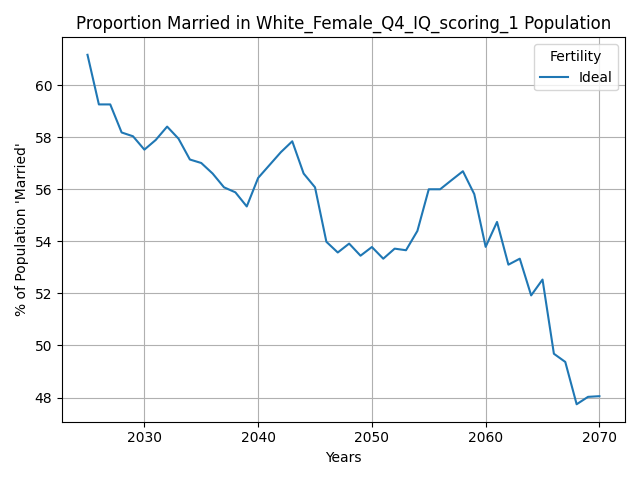 Proportion Married in White_Female_Q4_IQ_scoring_1 Population
Fertility
Ideal
% of Population 'Married'
60
58
56
54
52
50
48
2030
2040
2050
2060
2070
Years